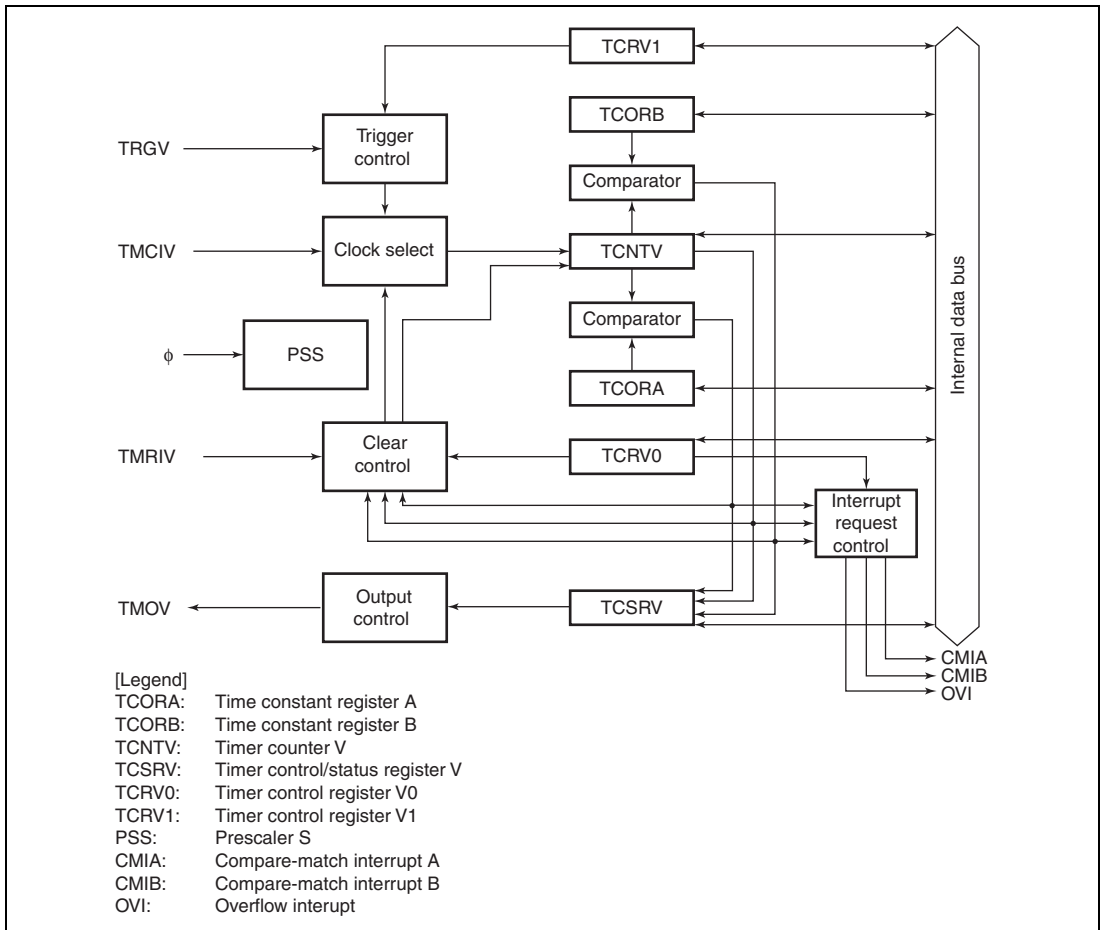 TCRV1
TCORB
TRGV
Trigger
control
Comparator
TMCIV
Clock select
TCNTV
Internal data bus
Comparator
ϕ
PSS
TCORA
TMRIV
Clear
control
TCRV0
Interrupt
request
control
TMOV
Output
control
TCSRV
CMIA
CMIB
OVI
[Legend]
TCORA: Time constant register A
TCORB: Time constant register B
TCNTV: Timer counter V
TCSRV: Timer control/status register V
TCRV0: Timer control register V0
TCRV1: Timer control register V1
PSS: Prescaler S
CMIA: Compare-match interrupt A
CMIB: Compare-match interrupt B
OVI: Overflow interupt